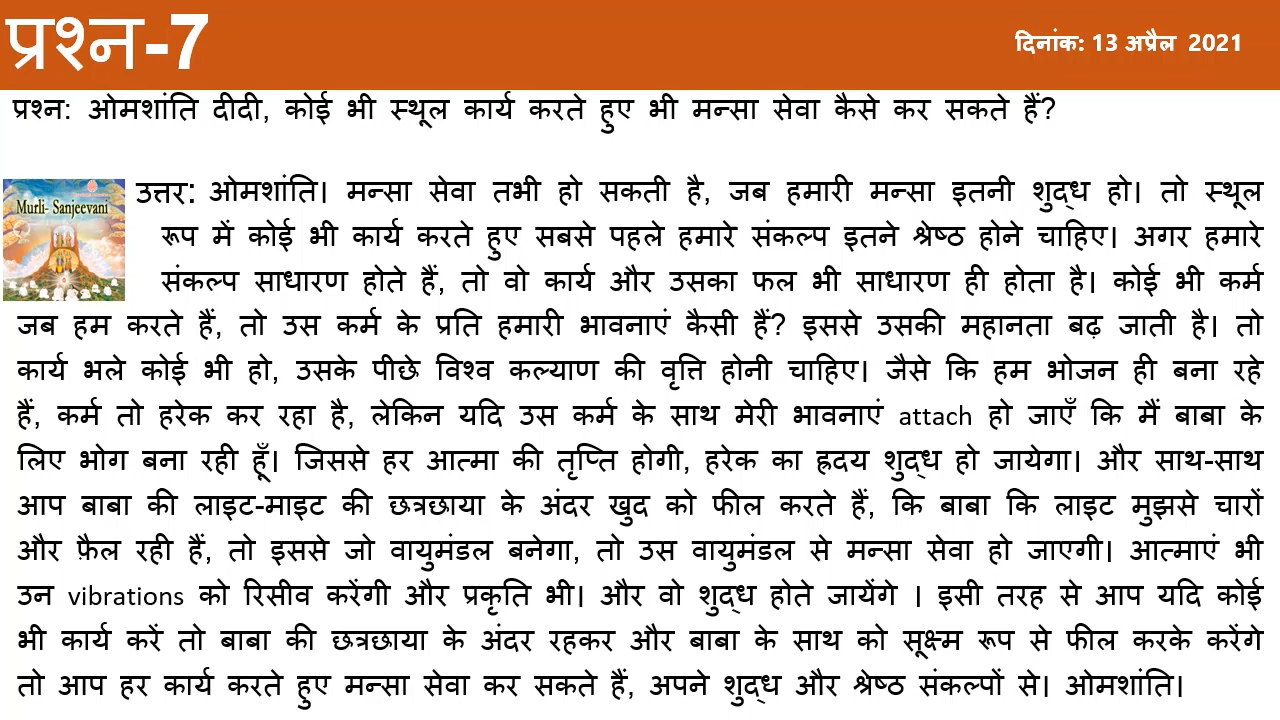 प्रश्न-7
दिनांक: 13 अप्रैल 2021
प्रश्न: ओमशांति दीदी, कोई भी स्थूल कार्य करते हुए भी मन्सा सेवा कैसे कर सकते हैं?
Murli- Sanjeevani
उत्तर: ओमशांति। मन्सा सेवा तभी हो सकती है, जब हमारी मन्सा इतनी शुद्ध हो। तो स्थूल
रूप में कोई भी कार्य करते हुए सबसे पहले हमारे संकल्प इतने श्रेष्ठ होने चाहिए। अगर हमारे
संकल्प साधारण होते हैं, तो वो कार्य और उसका फल भी साधारण ही होता है। कोई भी कर्म
जब हम करते हैं, तो उस कर्म के प्रति हमारी भावनाएं कैसी हैं? इससे उसकी महानता बढ़ जाती है। तो
कार्य भले कोई भी हो, उसके पीछे विश्व कल्याण की वृत्ति होनी चाहिए। जैसे कि हम भोजन ही बना रहे
हैं, कर्म तो हरेक कर रहा है, लेकिन यदि उस कर्म के साथ मेरी भावनाएं attach हो जाएँ कि मैं बाबा के
लिए भोग बना रही हूँ। जिससे हर आत्मा की तृप्ति होगी, हरेक का ह्रदय शुद्ध हो जायेगा। और साथ-साथ
आप बाबा की लाइट-माइट की छत्रछाया के अंदर खुद को फील करते हैं, कि बाबा कि लाइट मुझसे चारों
और फ़ैल रही हैं, तो इससे जो वायुमंडल बनेगा, तो उस वायुमंडल से मन्सा सेवा हो जाएगी। आत्माएं भी
उन vibrations को रिसीव करेंगी और प्रकृति भी। और वो शुद्ध होते जायेंगे । इसी तरह से आप यदि कोई
भी कार्य करें तो बाबा की छत्रछाया के अंदर रहकर और बाबा के साथ को सूक्ष्म रूप से फील करके करेंगे
तो आप हर कार्य करते हुए मन्सा सेवा कर सकते हैं, अपने शुद्ध और श्रेष्ठ संकल्पों से। ओमशांति।